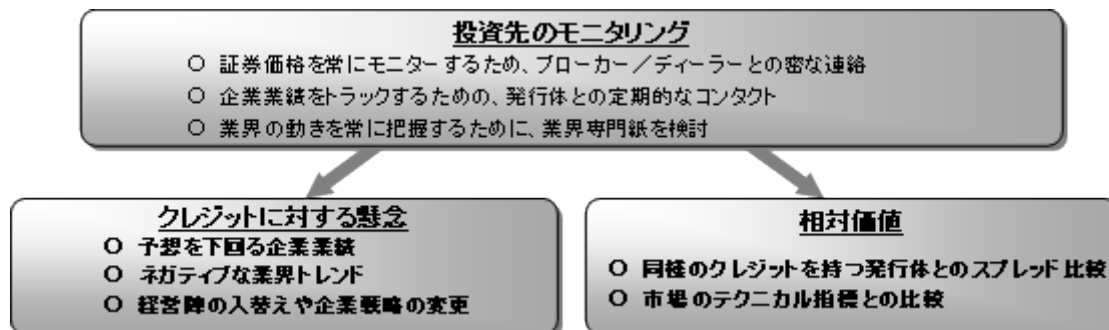 投資先のモニタリング
○ 証券価格を常にモニターするため、ブローカー／ディーラーとの密な連絡
○ 企業業績をトラックするための、発行体との定期的なコンタクト
○ 業界の動きを常に把握するために、業界専門紙を検討
クレジットに対する懸念
○ 予想を下回る企業業績
○ ネガティブな業界トレンド
○ 経営陣の入替えや企業戦略の変更
相対価値
○ 同様のクレジットを持つ発行体とのスプレッド比較
○ 市場のテクニカル指標との比較